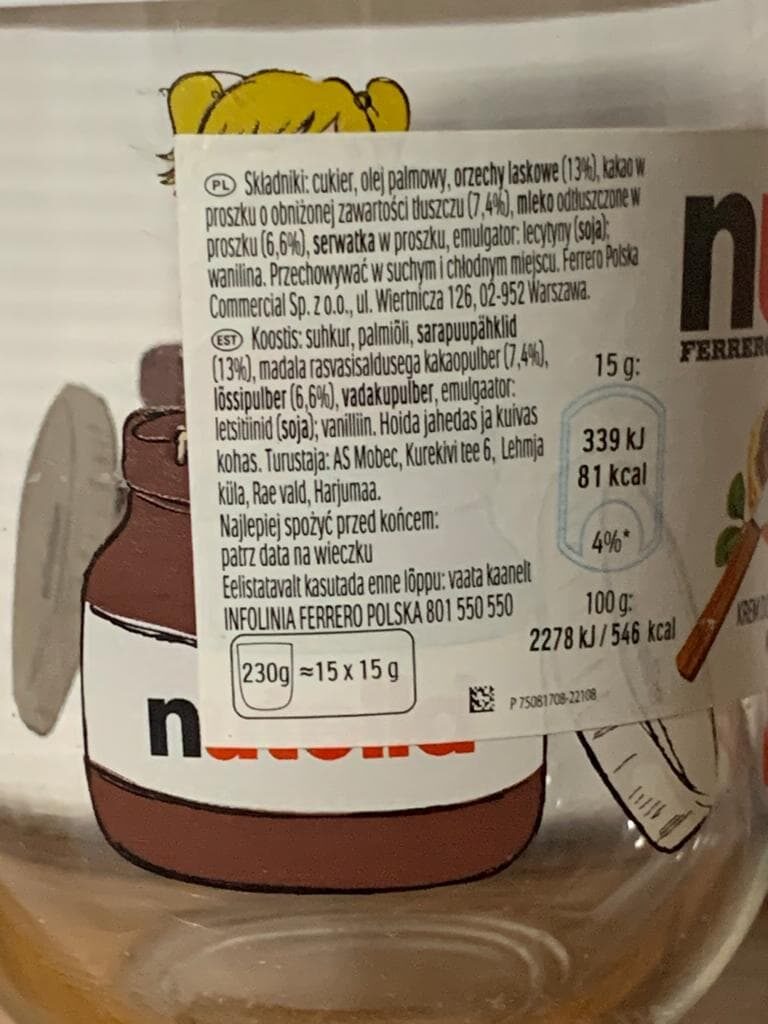 PL Składniki: cukier, olej palmowy, orzechy laskowe (13%), kakao w
proszku o obniżonej zawartości tłuszczu (7,4%), mleko odtłuszczone w
proszku (6,6%), serwatka w proszku, emulgator: lecytyny (soja);
wanilina. Przechowywać w suchym i chłodnym miejscu. Ferrero Polska
Commercial Sp. z o.o., ul. Wiertnicza 126, 02-952 Warszawa.
EST Koostis: suhkur, palmiõli, sarapuupähklid
(13%), madala rasvasisaldusega kakaopulber (7,4%),
lõssipulber (6,6%), vadakupulber, emulgaator:
letsitiinid (soja); vanilliin. Hoida jahedas ja kuivas
kohas. Turustaja: AS Mobec, Kurekivi tee 6, Lehmja
küla, Rae vald, Harjumaa.
Najlepiej spożyć przed końcem:
patrz data na wieczku
Eelistatavalt kasutada enne lõppu: vaata kaanelt
INFOLINIA FERRERO POLSKA 801 550 550
230g ≈15 x 15 g
15 g:
339 kJ
81 kcal
4%*
100 g:
2278 kJ / 546 kcal
P 75081708-22108
n
FERRERO
nutella